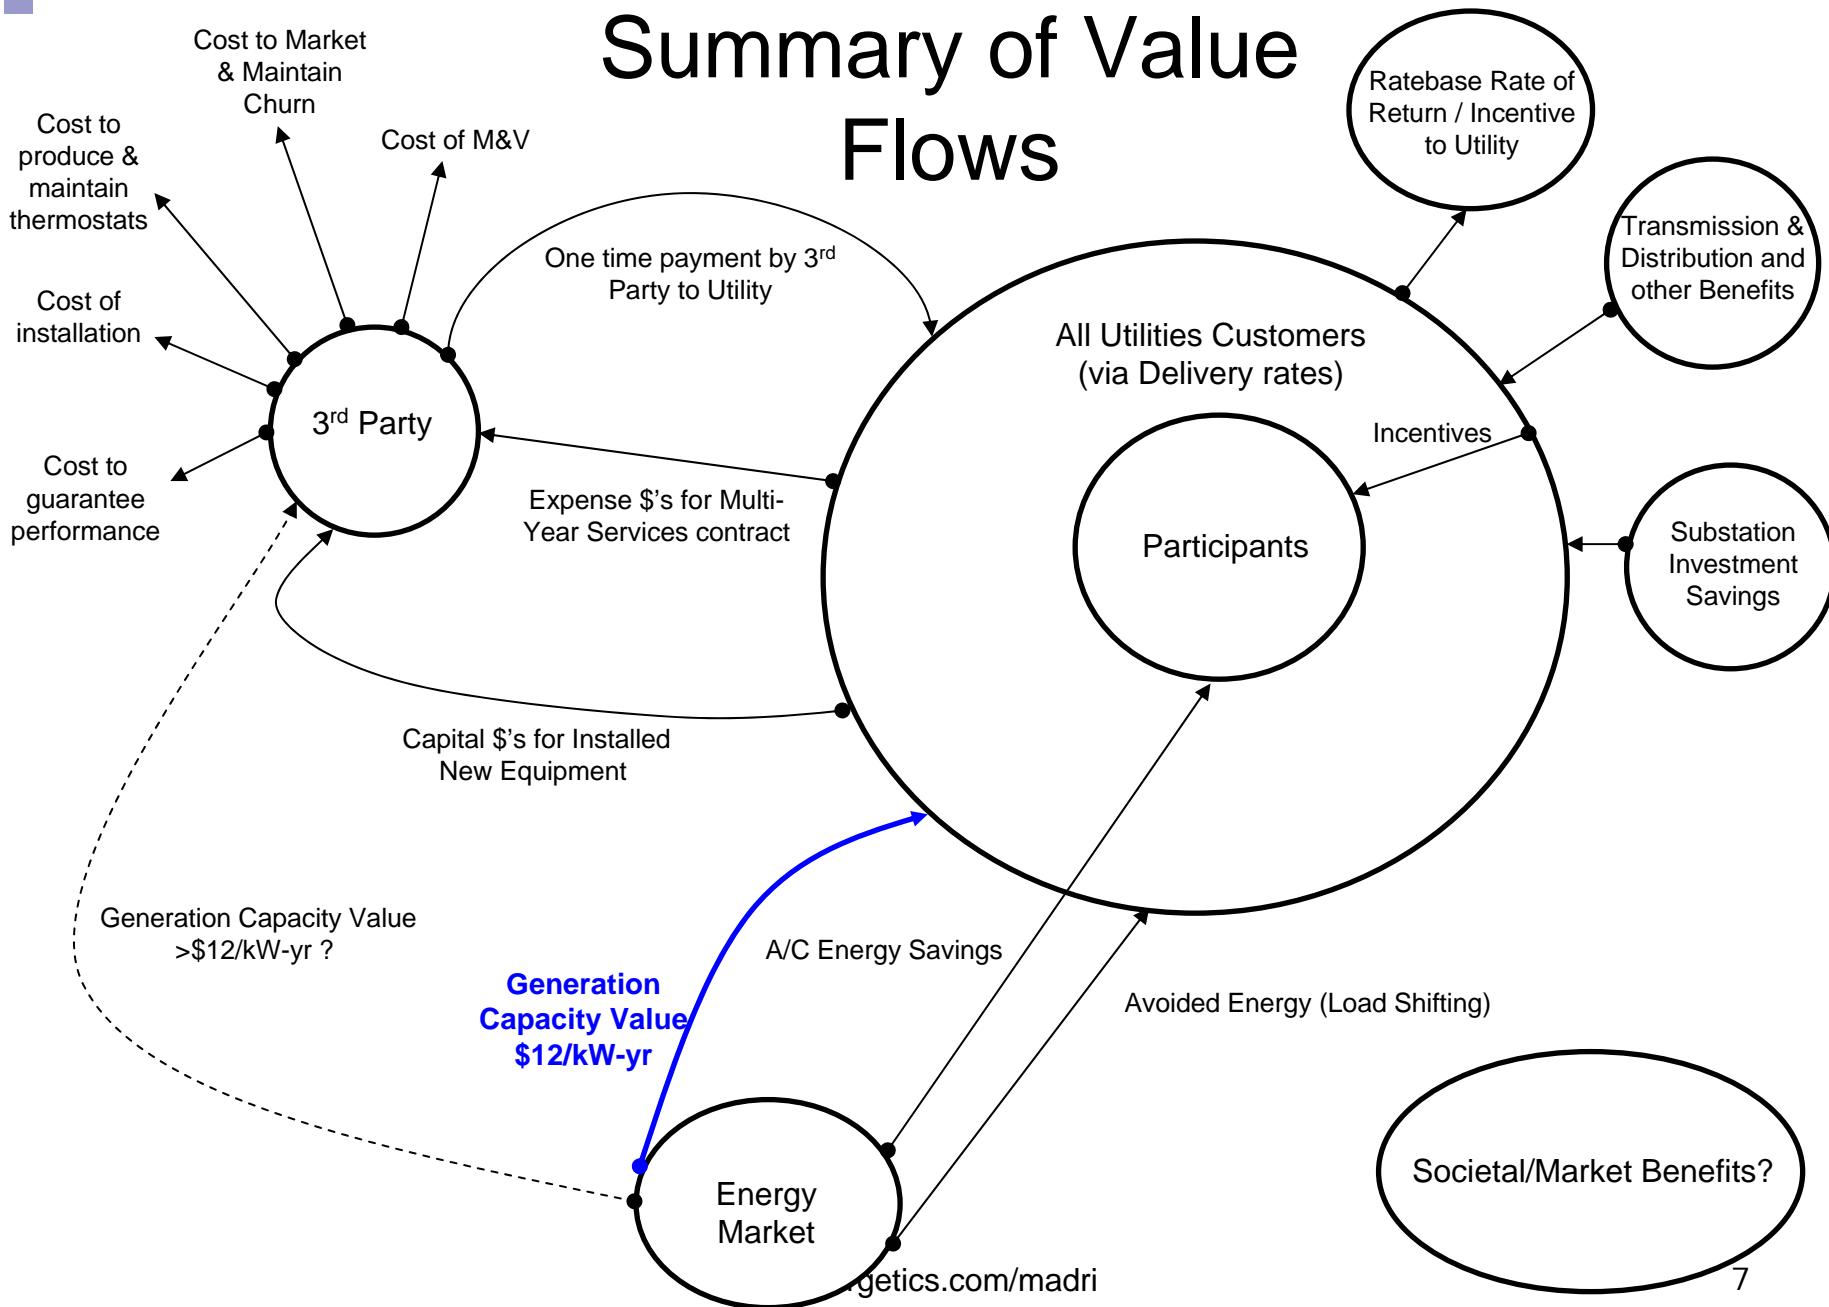 Summary of Value
Flows
Cost to Market
& Maintain
Churn
Cost of M&V
Cost to
produce &
maintain
thermostats
Cost of
installation
Cost to
guarantee
performance
3rd Party
One time payment by 3rd
Party to Utility
Expense $'s for Multi-
Year Services contract
Capital $'s for Installed
New Equipment
Ratebase Rate of
Return / Incentive
to Utility
Transmission &
Distribution and
other Benefits
All Utilities Customers
(via Delivery rates)
Incentives
Participants
Substation
Investment
Savings
Generation Capacity Value
>$12/kW-yr ?
Generation
Capacity Value
$12/kW-yr
A/C Energy Savings
Avoided Energy (Load Shifting)
Energy
Market
Societal/Market Benefits?
getics.com/madri
7